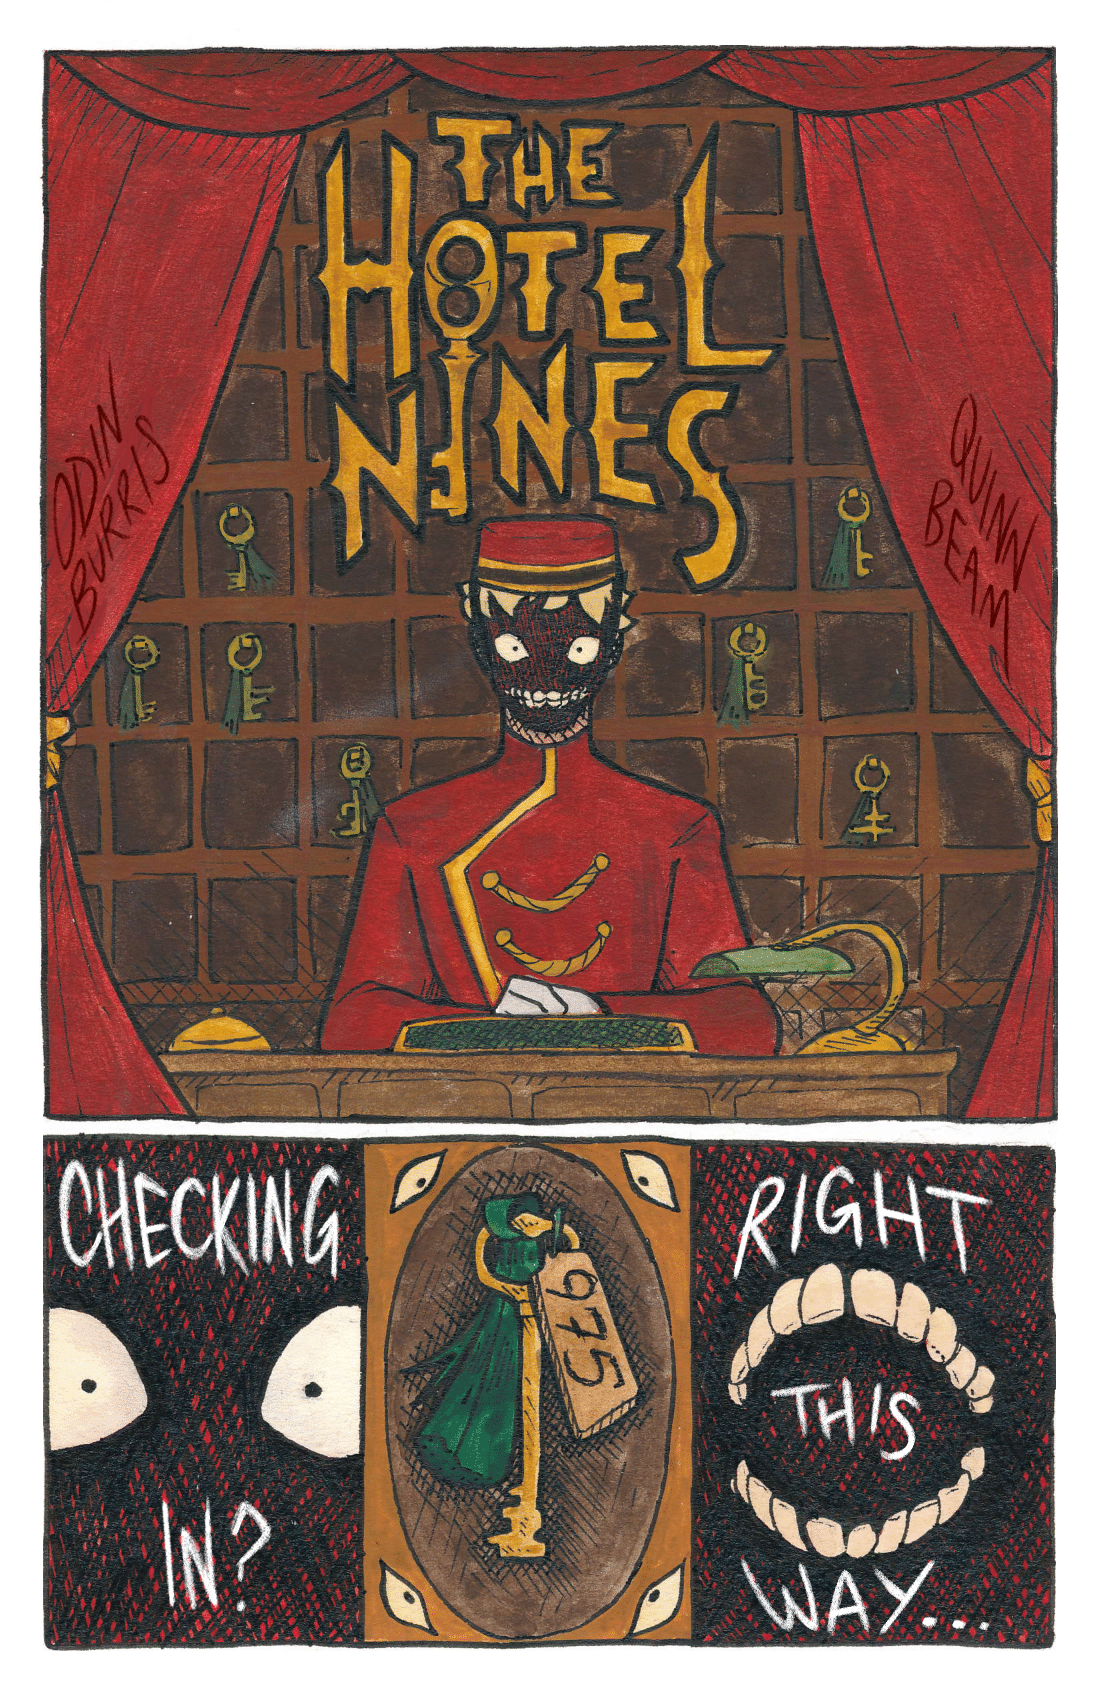 THE
HOTEL
NINES
ODIN
BURRIS
QUINN
BEAM
CHECKING
IN?
975
RIGHT
THIS
WAY...